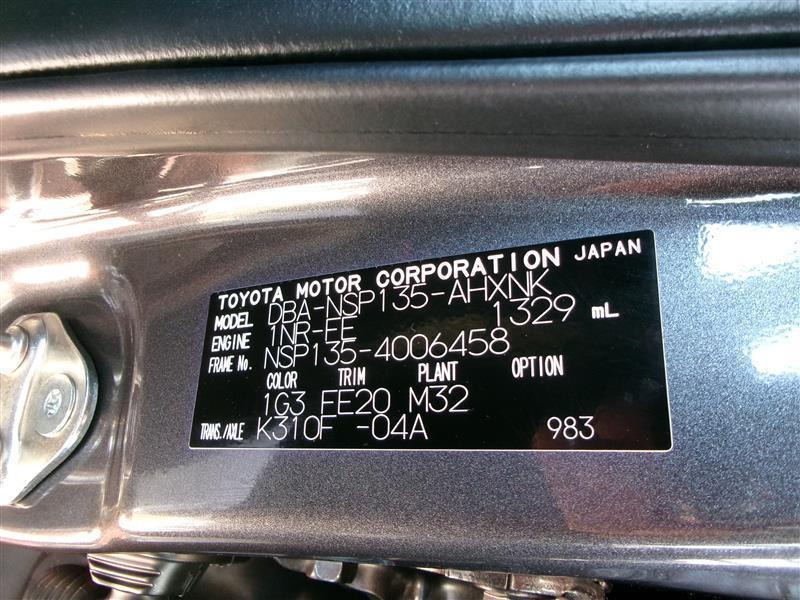 TOYOTA MOTOR CORPORATION JAPAN
MODEL DBA-NSP135-AHXNK
ENGINE 1NR-FE 1329 mL
FRAME No. NSP135-4006458
COLOR TRIM PLANT OPTION
1G3 FE20 M32
TRANS./AXLE K310F -04A 983